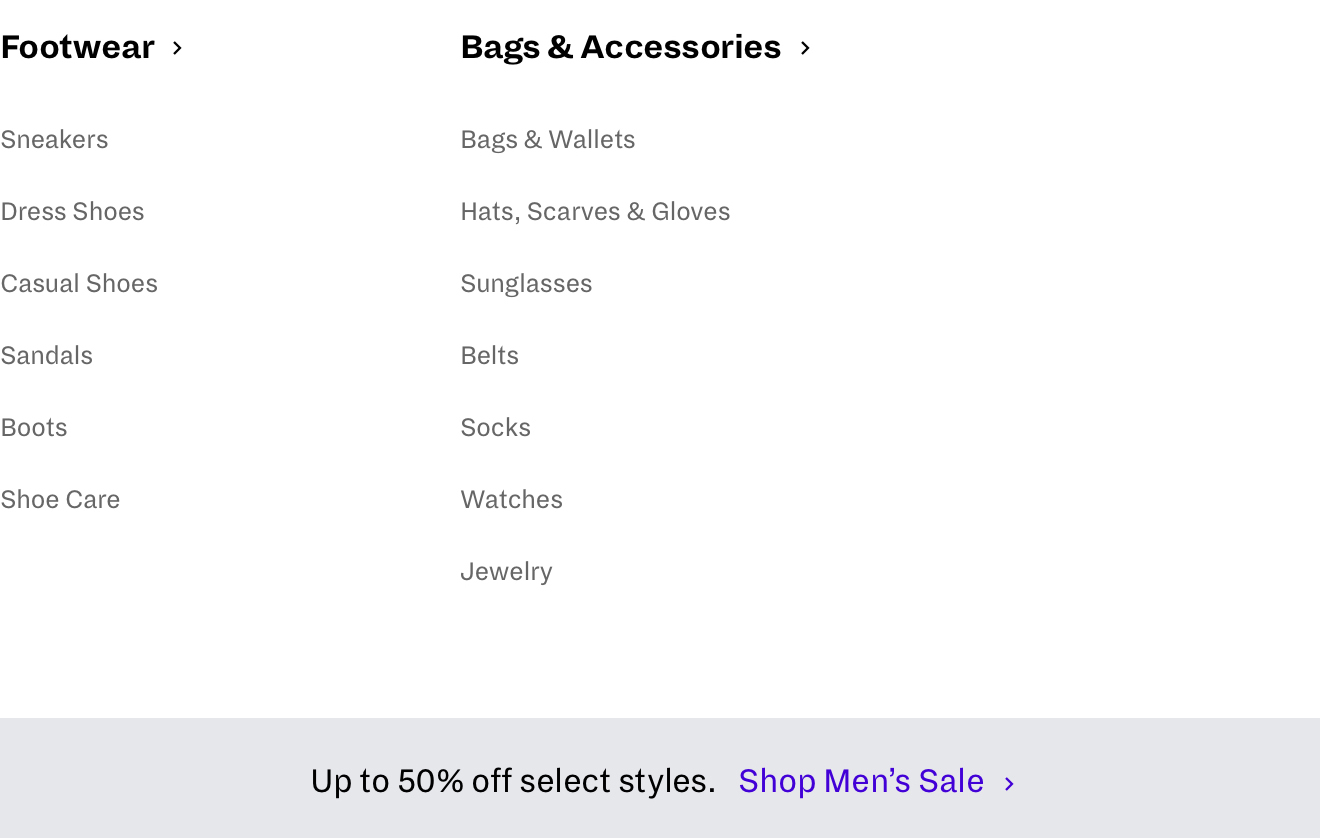 Footwear
Sneakers
Dress Shoes
Casual Shoes
Sandals
Boots
Shoe Care
Bags & Accessories
Bags & Wallets
Hats, Scarves & Gloves
Sunglasses
Belts
Socks
Watches
Jewelry
Up to 50% off select styles. Shop Men’s Sale